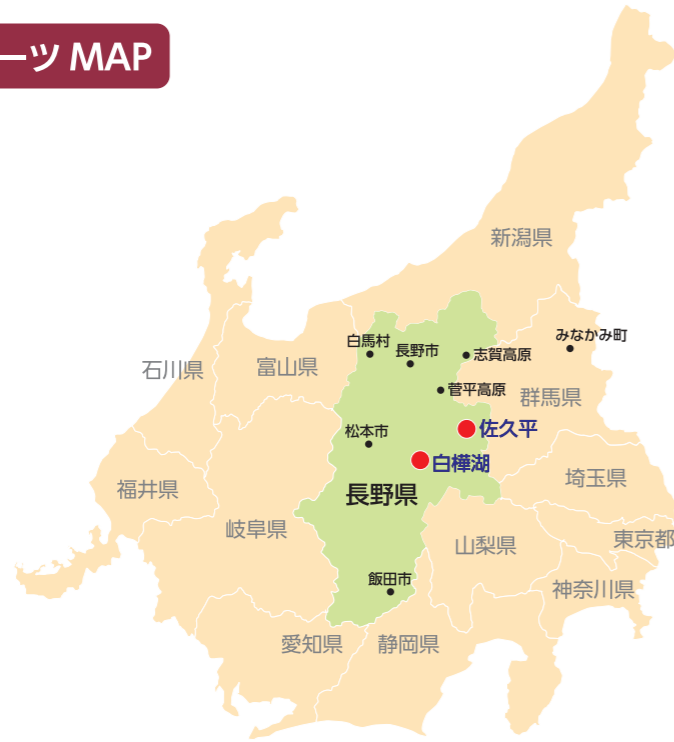 ーツ MAP
新潟県
みなかみ町
白馬村
長野市
志賀高原
石川県
富山県
菅平高原
群馬県
佐久平
松本市
白樺湖
埼玉県
福井県
長野県
岐阜県
山梨県
東京都
飯田市
神奈川県
愛知県
静岡県